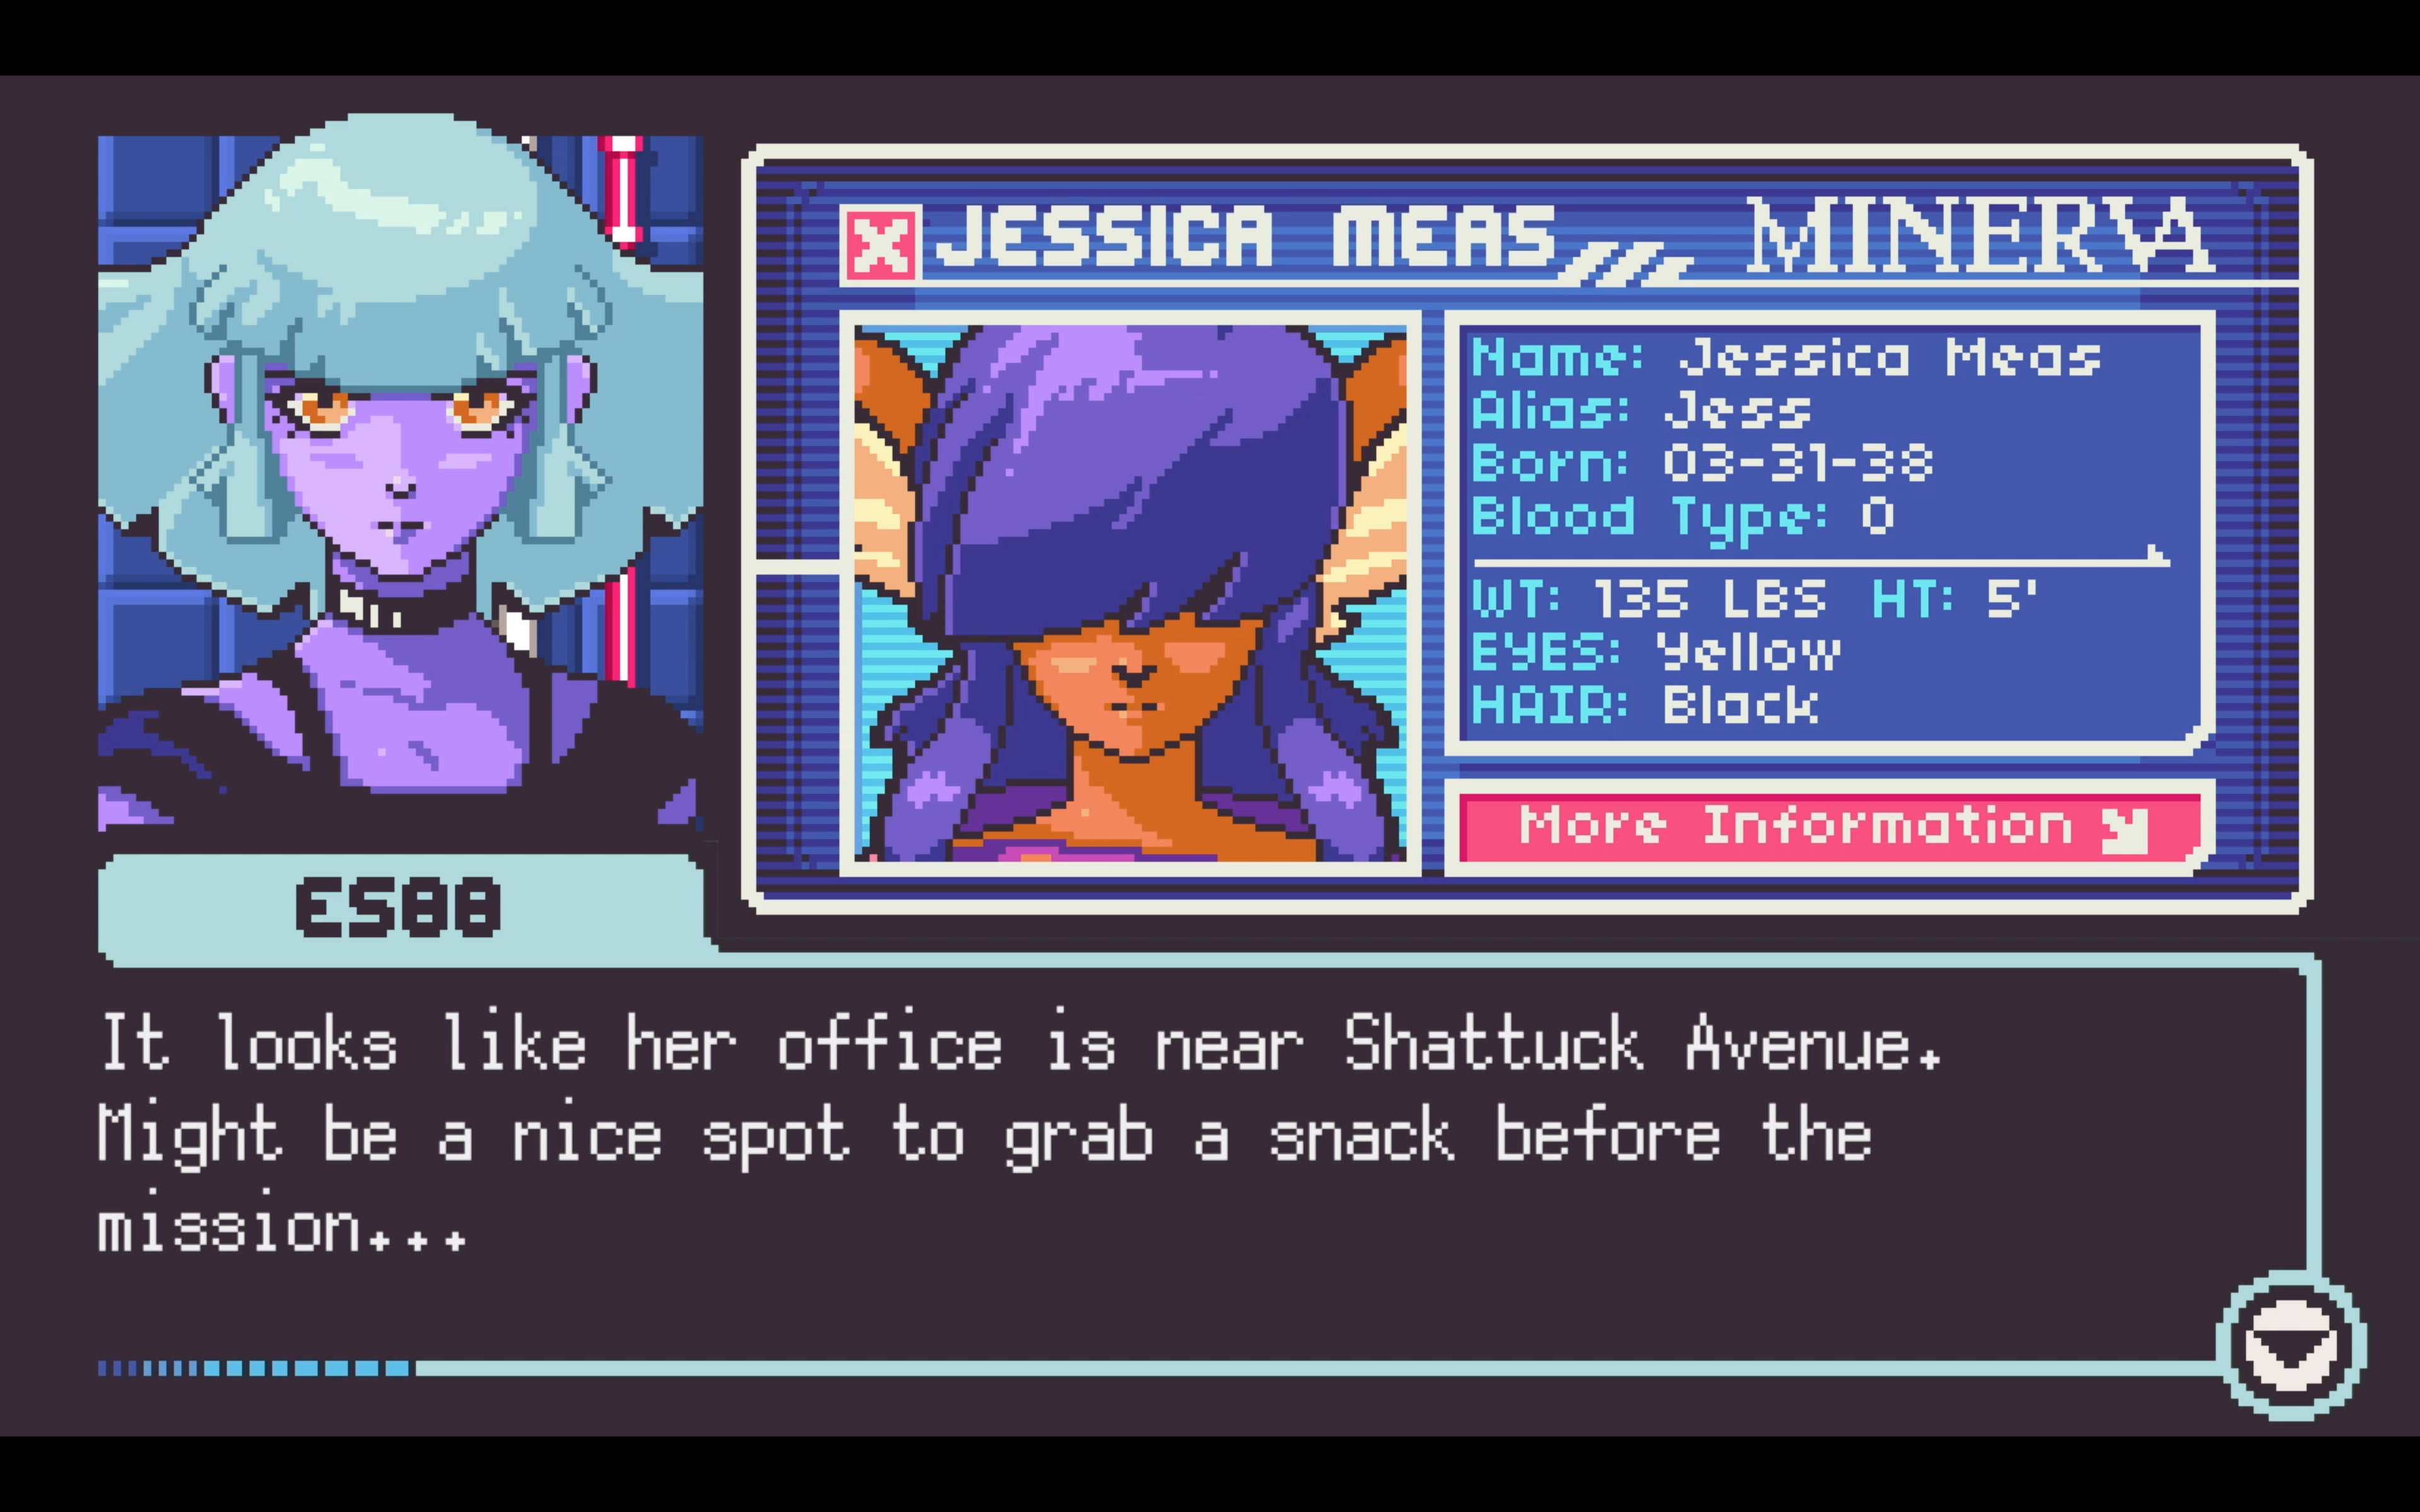 JESSICA MEAS
MINERVA
Name: Jessica Meas
Alias: Jess
Born: 03-31-38
Blood Type: O
WT: 135 LBS HT: 5'
EYES: Yellow
HAIR: Black
More Information
ES88
It looks like her office is near Shattuck Avenue.
Might be a nice spot to grab a snack before the
mission...